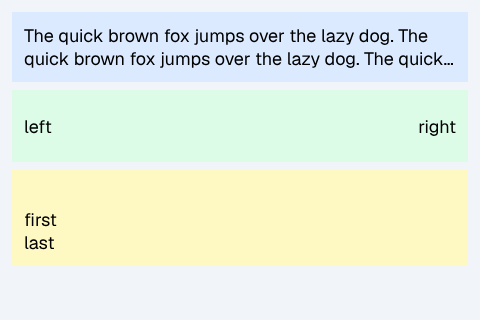 The quick brown fox jumps over the lazy dog. The
quick brown fox jumps over the lazy dog. The quick…
left right
first
last